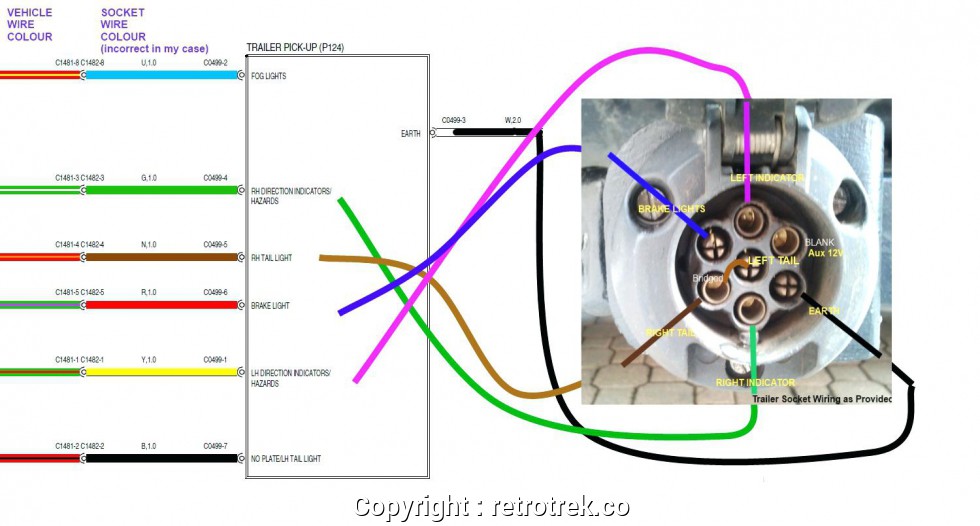 VEHICLE
WIRE
COLOUR
SOCKET
WIRE
COLOUR
(incorrect in my case)
TRAILER PICK-UP (P124)
C1481-8 C1482-8 U,1.0 C0499-2
FOG LIGHTS
EARTH
C0499-3 W,2.0
C1481-3 C1482-3 G,1.0 C0499-4
RH DIRECTION INDICATORS/
HAZARDS
C1481-4 C1482-4 N,1.0 C0499-5
RH TAIL LIGHT
C1481-5 C1482-5 R,1.0 C0499-6
BRAKE LIGHT
C1481-1 C1482-1 Y,1.0 C0499-1
LH DIRECTION INDICATORS/
HAZARDS
C1481-2 C1482-2 B,1.0 C0499-7
NO PLATE/LH TAIL LIGHT
LEFT INDICATOR
BRAKE LIGHTS
BLANK
Aux 12V
LEFT TAIL
Bridged
EARTH
RIGHT TAIL
RIGHT INDICATOR
Trailer Socket Wiring as Provided
Copyright : retrotrek.co